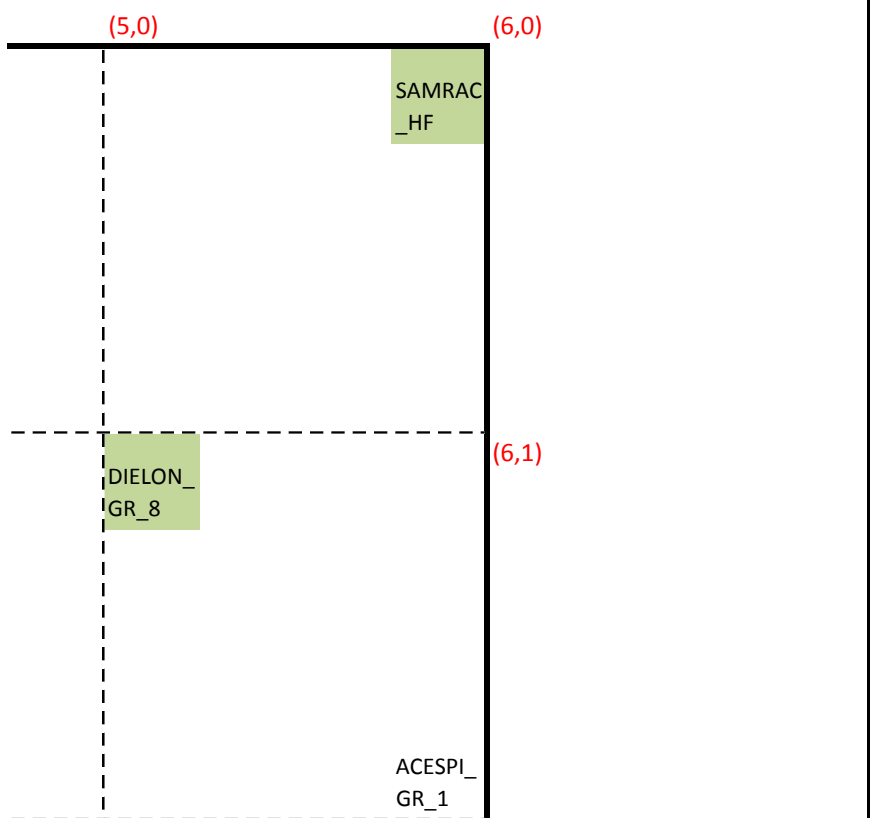 (5,0)
(6,0)
SAMRAC
_HF
(6,1)
DIELON_
GR_8
ACESPI_
GR_1